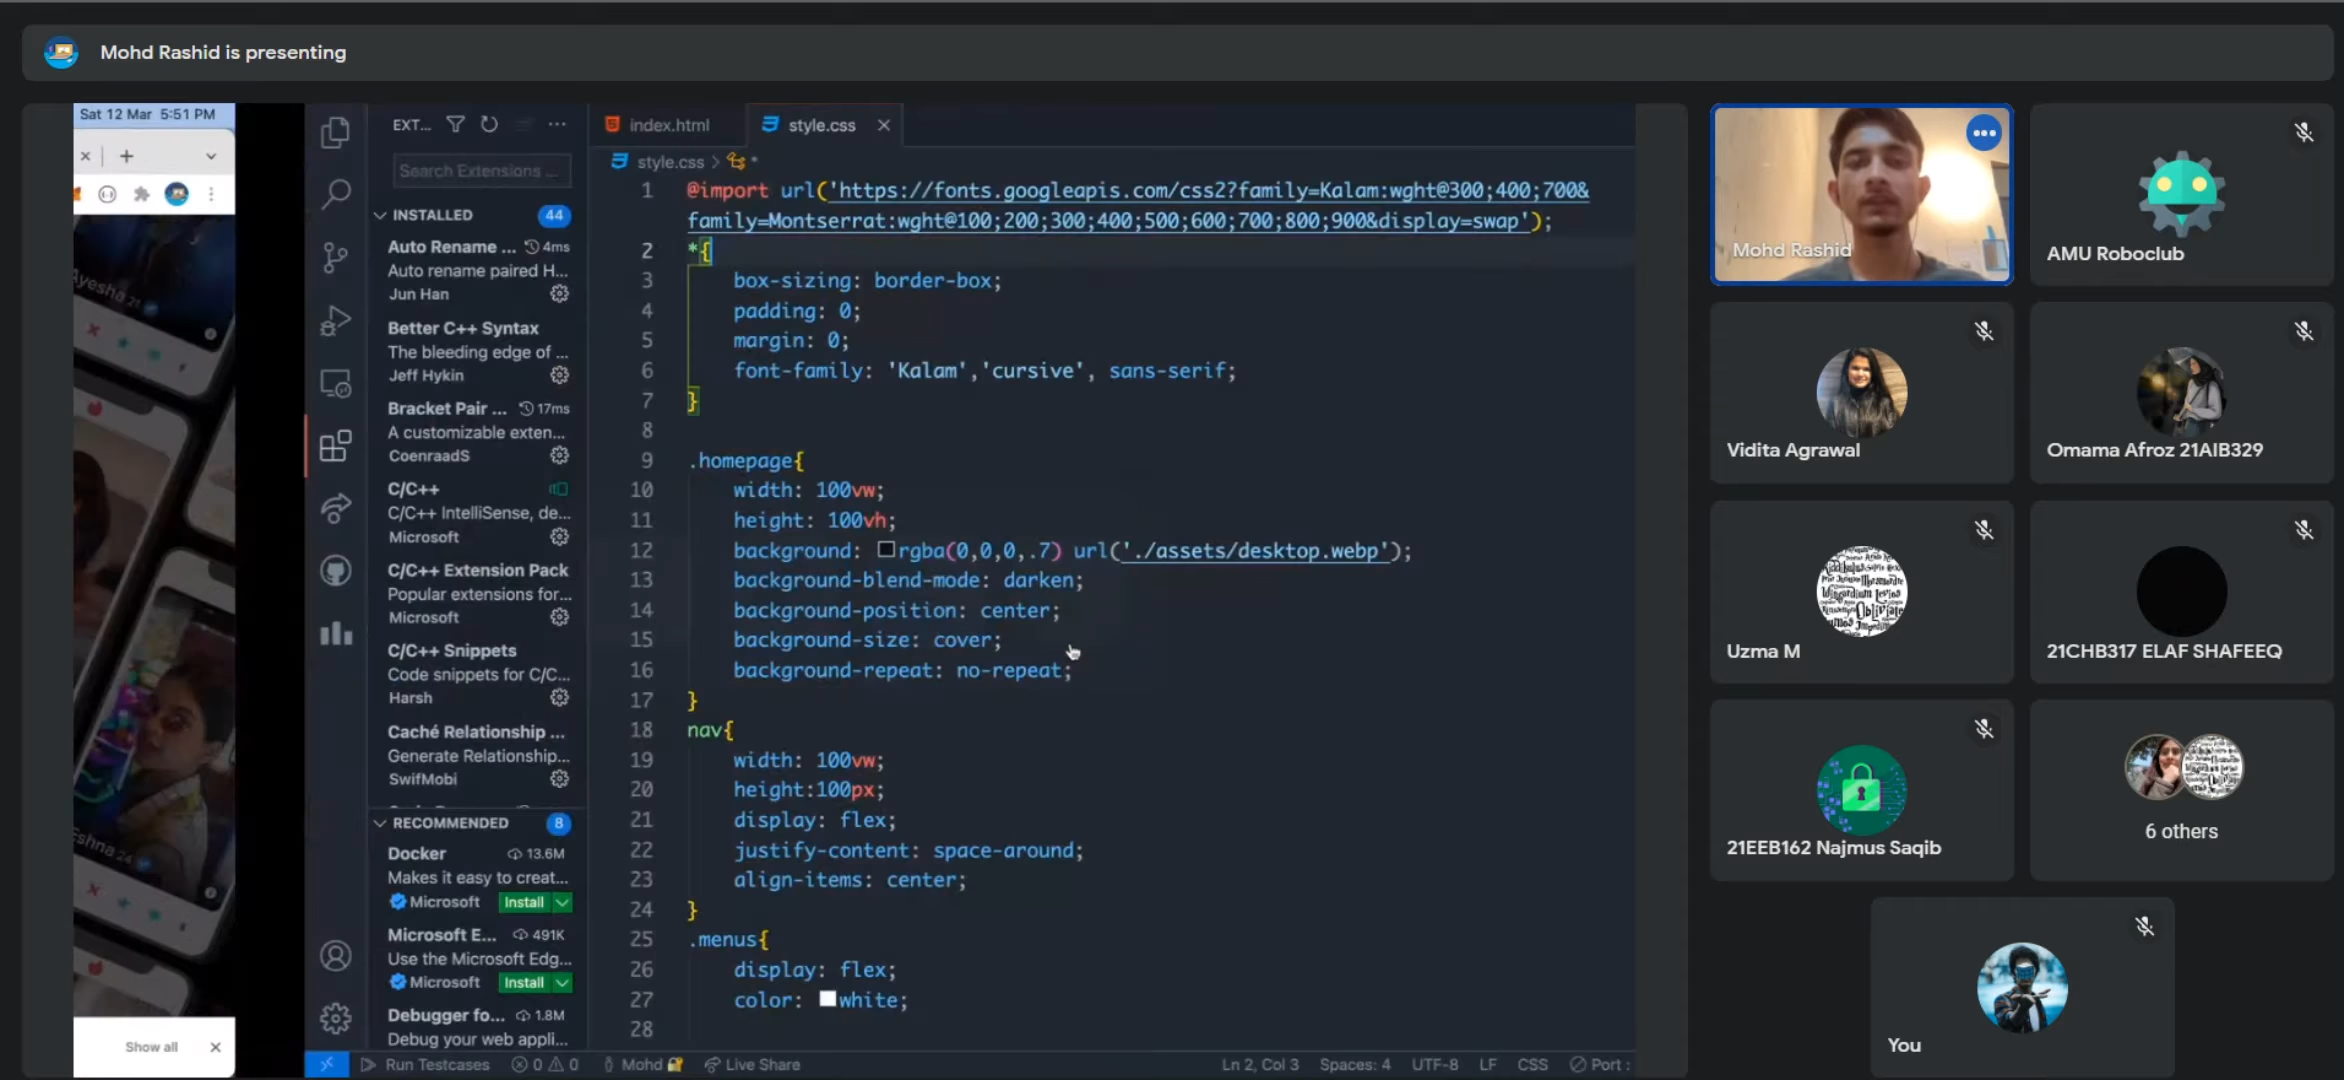 Mohd Rashid is presenting
Sat 12 Mar 5:51 PM
Ayesha 21
Eshna 24
Show all
EXT...
Search Extensions ...
INSTALLED 44
Auto Rename ... 4ms
Auto rename paired H...
Jun Han
Better C++ Syntax
The bleeding edge of ...
Jeff Hykin
Bracket Pair ... 17ms
A customizable exten...
CoenraadS
C/C++
C/C++ IntelliSense, de...
Microsoft
C/C++ Extension Pack
Popular extensions for...
Microsoft
C/C++ Snippets
Code snippets for C/C...
Harsh
Caché Relationship ...
Generate Relationship...
SwifMobi
RECOMMENDED 8
Docker 13.6M
Makes it easy to creat...
Microsoft Install
Microsoft E... 491K
Use the Microsoft Edg...
Microsoft Install
Debugger fo... 1.8M
Debug your web appli...
index.html style.css
style.css > *
1 @import url('https://fonts.googleapis.com/css2?family=Kalam:wght@300;400;700&
family=Montserrat:wght@100;200;300;400;500;600;700;800;900&display=swap');
2 *{
3 box-sizing: border-box;
4 padding: 0;
5 margin: 0;
6 font-family: 'Kalam','cursive', sans-serif;
7 }
8
9 .homepage{
10 width: 100vw;
11 height: 100vh;
12 background: rgba(0,0,0,.7) url('./assets/desktop.webp');
13 background-blend-mode: darken;
14 background-position: center;
15 background-size: cover;
16 background-repeat: no-repeat;
17 }
18 nav{
19 width: 100vw;
20 height:100px;
21 display: flex;
22 justify-content: space-around;
23 align-items: center;
24 }
25 .menus{
26 display: flex;
27 color: white;
28
Run Testcases 0 0 Mohd Live Share Ln 2, Col 3 Spaces: 4 UTF-8 LF CSS Port :
Mohd Rashid
AMU Roboclub
Vidita Agrawal
Omama Afroz 21AIB329
Uzma M
21CHB317 ELAF SHAFEEQ
21EEB162 Najmus Saqib
6 others
You